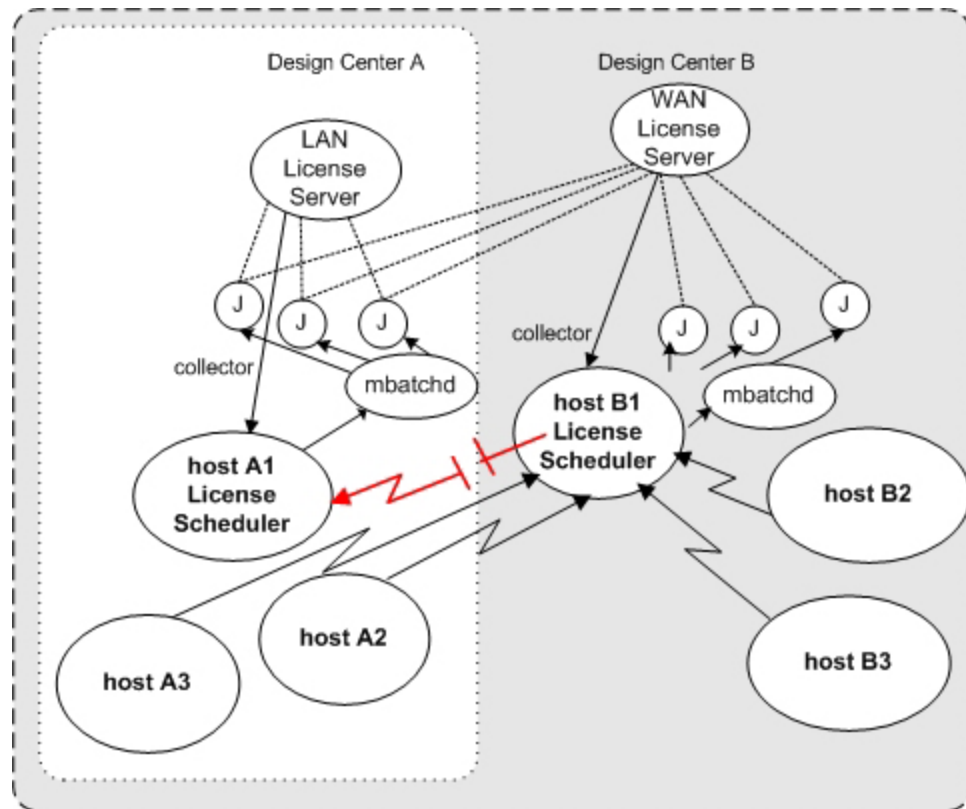 Design Center A
Design Center B
LAN
License
Server
WAN
License
Server
J
J
J
J
J
J
collector
collector
mbatchd
mbatchd
host A1
License
Scheduler
host B1
License
Scheduler
host B2
host A2
host A3
host B3